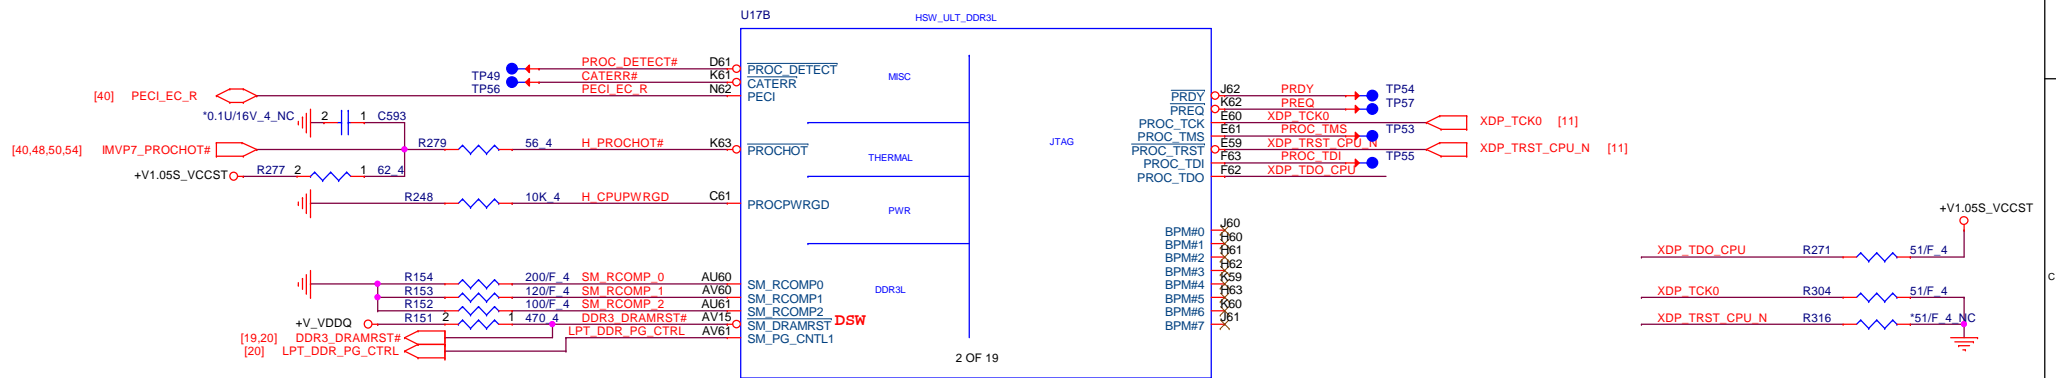 U17B
HSW_ULT_DDR3L
PROC_DETECT# D61 PROC_DETECT
TP49 CATERR# K61 CATERR
TP56 PECI_EC_R N62 PECI
[40] PECI_EC_R
MISC
*0.1U/16V_4_NC 2 1 C593
[40,48,50,54] IMVP7_PROCHOT# R279 56_4 H_PROCHOT# K63 PROCHOT
THERMAL
+V1.05S_VCCST R277 2 1 62_4
R248 10K_4 H_CPUPWRGD C61 PROCPWRGD
PWR
R154 200/F_4 SM_RCOMP_0 AU60 SM_RCOMP0
R153 120/F_4 SM_RCOMP_1 AV60 SM_RCOMP1
R152 100/F_4 SM_RCOMP_2 AU61 SM_RCOMP2
DDR3L
+V_VDDQ R151 2 1 470_4 DDR3_DRAMRST# AV15 SM_DRAMRST DSW
[19,20] DDR3_DRAMRST# LPT_DDR_PG_CTRL AV61 SM_PG_CNTL1
[20] LPT_DDR_PG_CTRL
2 OF 19
JTAG
PRDY J62 PRDY TP54
PREQ K62 PREQ TP57
PROC_TCK E60 XDP_TCK0 XDP_TCK0 [11]
PROC_TMS E61 PROC_TMS TP53
PROC_TRST E59 XDP_TRST_CPU_N XDP_TRST_CPU_N [11]
PROC_TDI F63 PROC_TDI TP55
PROC_TDO F62 XDP_TDO_CPU
BPM#0 J60
BPM#1 H60
BPM#2 H61
BPM#3 H62
BPM#4 K59
BPM#5 H63
BPM#6 K60
BPM#7 J61
+V1.05S_VCCST
XDP_TDO_CPU R271 51/F_4
XDP_TCK0 R304 51/F_4
XDP_TRST_CPU_N R316 *51/F_4_NC
C